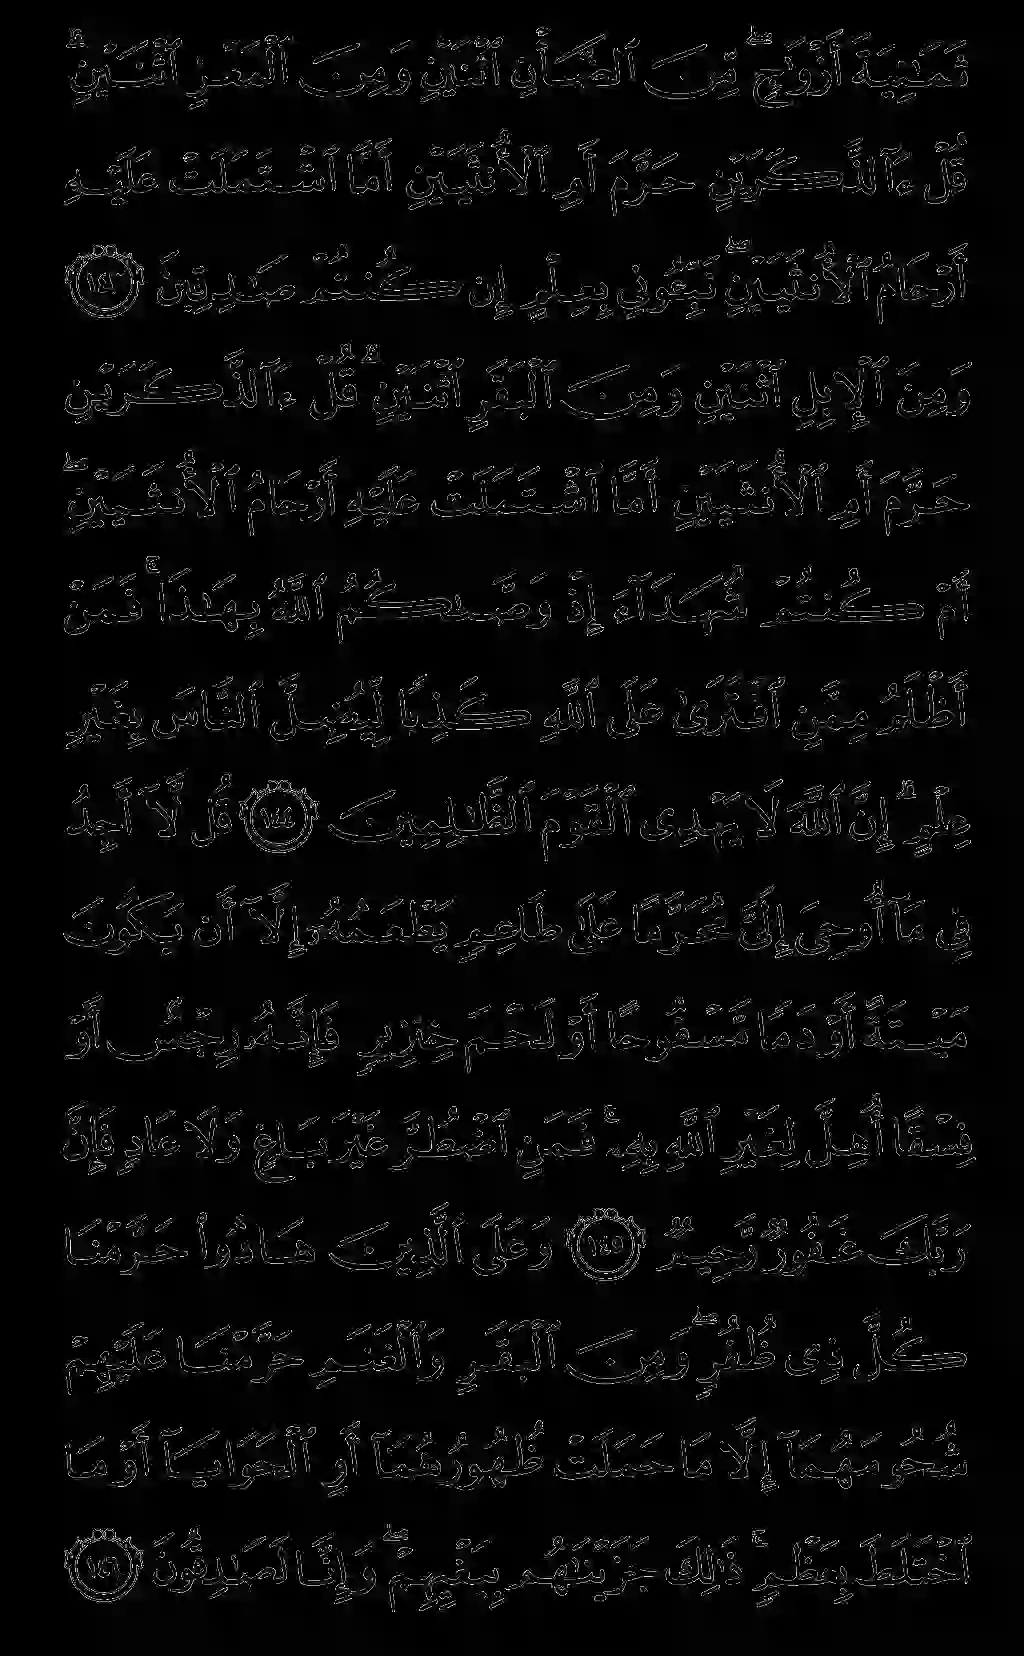 ثَمَٰنِيَةَ أَزْوَٰجٍۖ مِّنَ ٱلضَّأْنِ ٱثْنَيْنِ وَمِنَ ٱلْمَعْزِ ٱثْنَيْنِۗ
قُلْ ءَآلذَّكَرَيْنِ حَرَّمَ أَمِ ٱلْأُنثَيَيْنِ أَمَّا ٱشْتَمَلَتْ عَلَيْهِ
أَرْحَامُ ٱلْأُنثَيَيْنِۖ نَبِّـُٔونِي بِعِلْمٍ إِن كُنتُمْ صَٰدِقِينَ ١٤٣
وَمِنَ ٱلْإِبِلِ ٱثْنَيْنِ وَمِنَ ٱلْبَقَرِ ٱثْنَيْنِۗ قُلْ ءَآلذَّكَرَيْنِ
حَرَّمَ أَمِ ٱلْأُنثَيَيْنِ أَمَّا ٱشْتَمَلَتْ عَلَيْهِ أَرْحَامُ ٱلْأُنثَيَيْنِۖ
أَمْ كُنتُمْ شُهَدَآءَ إِذْ وَصَّىٰكُمُ ٱللَّهُ بِهَٰذَاۚ فَمَنْ
أَظْلَمُ مِمَّنِ ٱفْتَرَىٰ عَلَى ٱللَّهِ كَذِبًا لِّيُضِلَّ ٱلنَّاسَ بِغَيْرِ
عِلْمٍۗ إِنَّ ٱللَّهَ لَا يَهْدِى ٱلْقَوْمَ ٱلظَّٰلِمِينَ ١٤٤ قُل لَّآ أَجِدُ
فِي مَآ أُوحِىَ إِلَىَّ مُحَرَّمًا عَلَىٰ طَاعِمٍ يَطْعَمُهُۥٓ إِلَّآ أَن يَكُونَ
مَيْتَةً أَوْ دَمًا مَّسْفُوحًا أَوْ لَحْمَ خِنزِيرٍ فَإِنَّهُۥ رِجْسٌ أَوْ
فِسْقًا أُهِلَّ لِغَيْرِ ٱللَّهِ بِهِۦۚ فَمَنِ ٱضْطُرَّ غَيْرَ بَاغٍ وَلَا عَادٍ فَإِنَّ
رَبَّكَ غَفُورٌ رَّحِيمٌ ١٤٥ وَعَلَى ٱلَّذِينَ هَادُوا۟ حَرَّمْنَا
كُلَّ ذِى ظُفُرٍۖ وَمِنَ ٱلْبَقَرِ وَٱلْغَنَمِ حَرَّمْنَا عَلَيْهِمْ
شُحُومَهُمَآ إِلَّا مَا حَمَلَتْ ظُهُورُهُمَآ أَوِ ٱلْحَوَايَآ أَوْ مَا
ٱخْتَلَطَ بِعَظْمٍۚ ذَٰلِكَ جَزَيْنَٰهُم بِبَغْيِهِمْۖ وَإِنَّا لَصَٰدِقُونَ ١٤٦